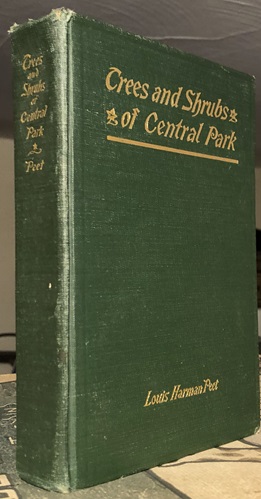 Trees
and
Shrubs
of
Central
Park
Peet
Trees and Shrubs
of Central Park
Louis Harman Peet